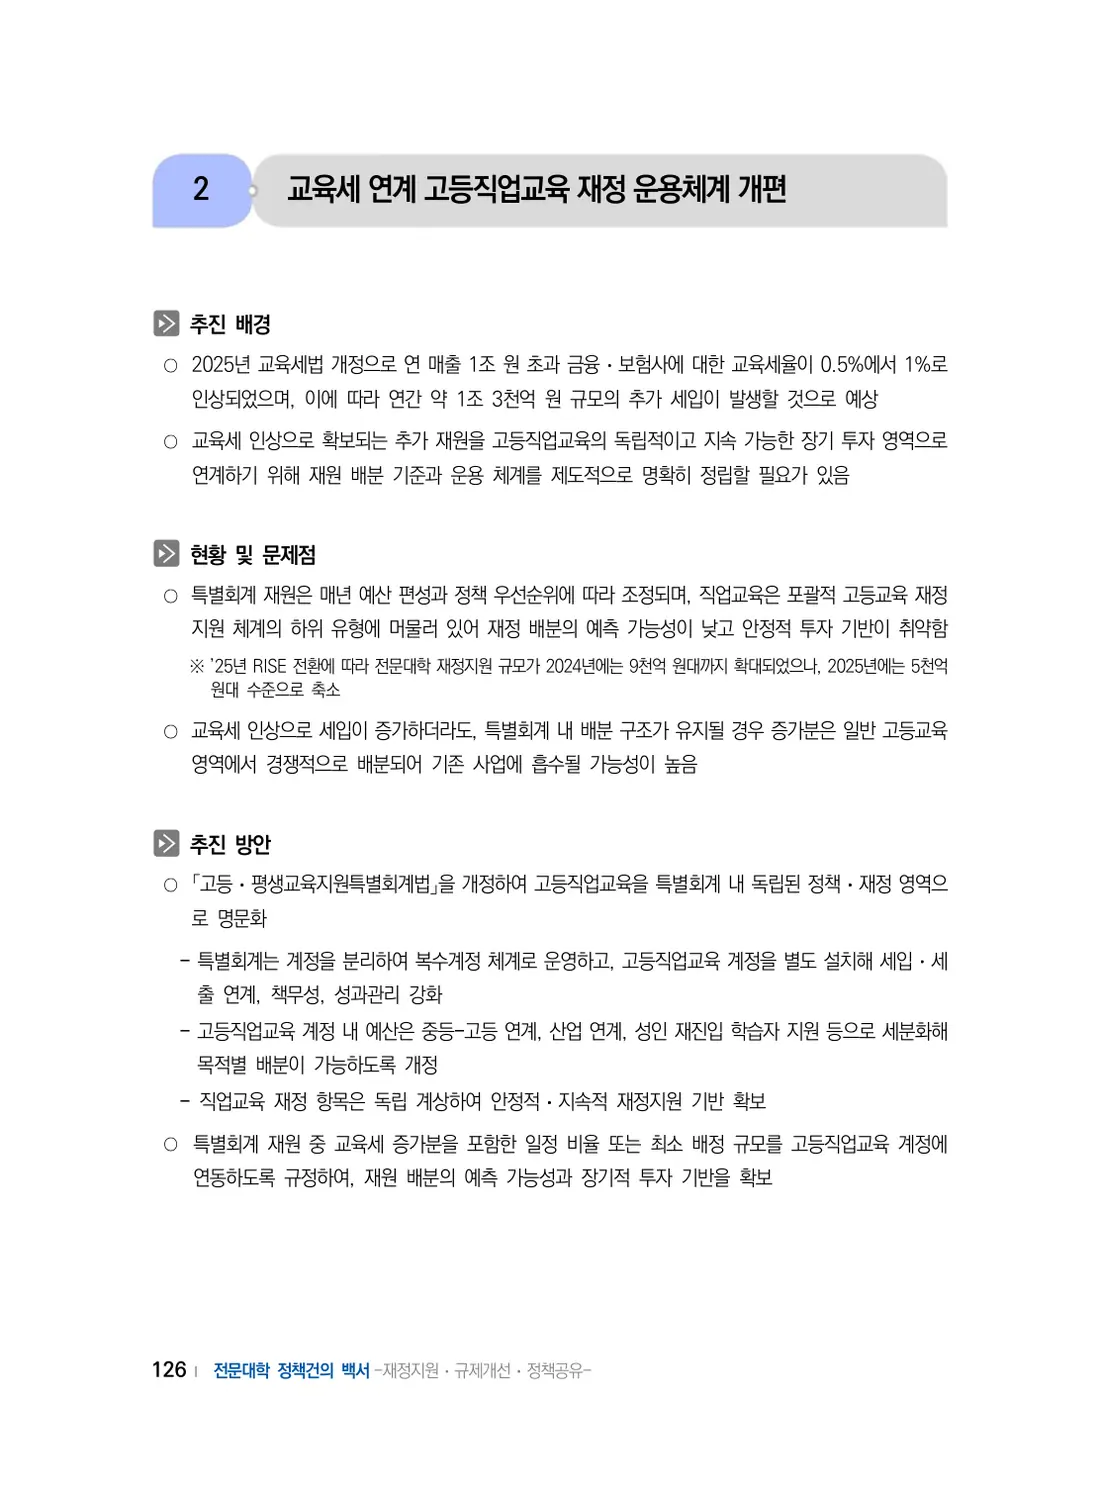 2 교육세 연계 고등직업교육 재정 운용체계 개편
추진 배경
○ 2025년 교육세법 개정으로 연 매출 1조 원 초과 금융·보험사에 대한 교육세율이 0.5%에서 1%로
인상되었으며, 이에 따라 연간 약 1조 3천억 원 규모의 추가 세입이 발생할 것으로 예상
○ 교육세 인상으로 확보되는 추가 재원을 고등직업교육의 독립적이고 지속 가능한 장기 투자 영역으로
연계하기 위해 재원 배분 기준과 운용 체계를 제도적으로 명확히 정립할 필요가 있음
현황 및 문제점
○ 특별회계 재원은 매년 예산 편성과 정책 우선순위에 따라 조정되며, 직업교육은 포괄적 고등교육 재정
지원 체계의 하위 유형에 머물러 있어 재정 배분의 예측 가능성이 낮고 안정적 투자 기반이 취약함
※ '25년 RISE 전환에 따라 전문대학 재정지원 규모가 2024년에는 9천억 원대까지 확대되었으나, 2025년에는 5천억
원대 수준으로 축소
○ 교육세 인상으로 세입이 증가하더라도, 특별회계 내 배분 구조가 유지될 경우 증가분은 일반 고등교육
영역에서 경쟁적으로 배분되어 기존 사업에 흡수될 가능성이 높음
추진 방안
○ 「고등·평생교육지원특별회계법」을 개정하여 고등직업교육을 특별회계 내 독립된 정책·재정 영역으
로 명문화
- 특별회계는 계정을 분리하여 복수계정 체계로 운영하고, 고등직업교육 계정을 별도 설치해 세입·세
출 연계, 책무성, 성과관리 강화
- 고등직업교육 계정 내 예산은 중등-고등 연계, 산업 연계, 성인 재진입 학습자 지원 등으로 세분화해
목적별 배분이 가능하도록 개정
- 직업교육 재정 항목은 독립 계상하여 안정적·지속적 재정지원 기반 확보
○ 특별회계 재원 중 교육세 증가분을 포함한 일정 비율 또는 최소 배정 규모를 고등직업교육 계정에
연동하도록 규정하여, 재원 배분의 예측 가능성과 장기적 투자 기반을 확보
126 | 전문대학 정책건의 백서 -재정지원·규제개선·정책공유-